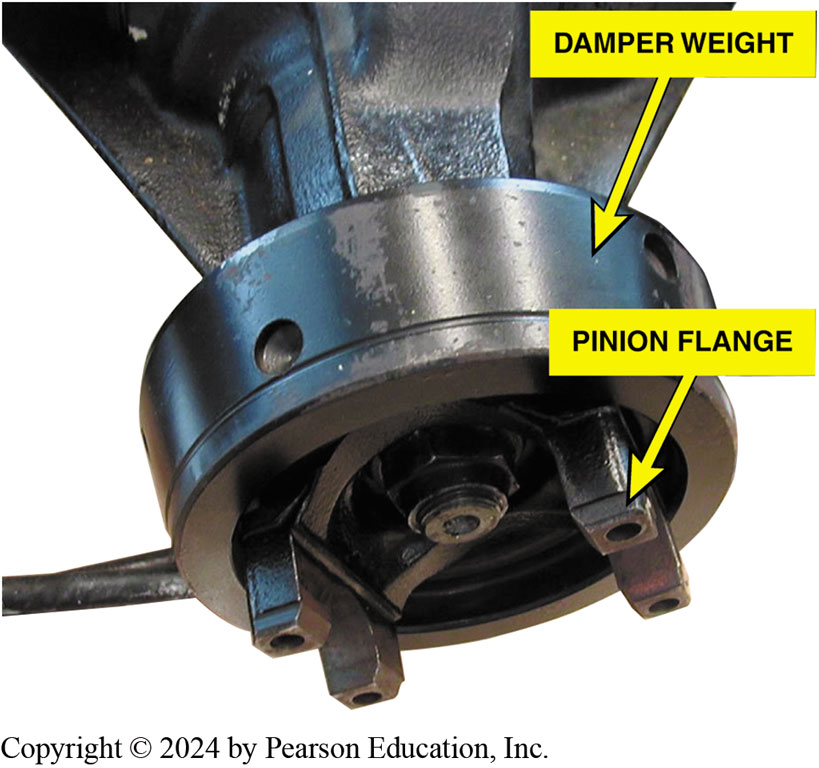 DAMPER WEIGHT
PINION FLANGE
Copyright © 2024 by Pearson Education, Inc.